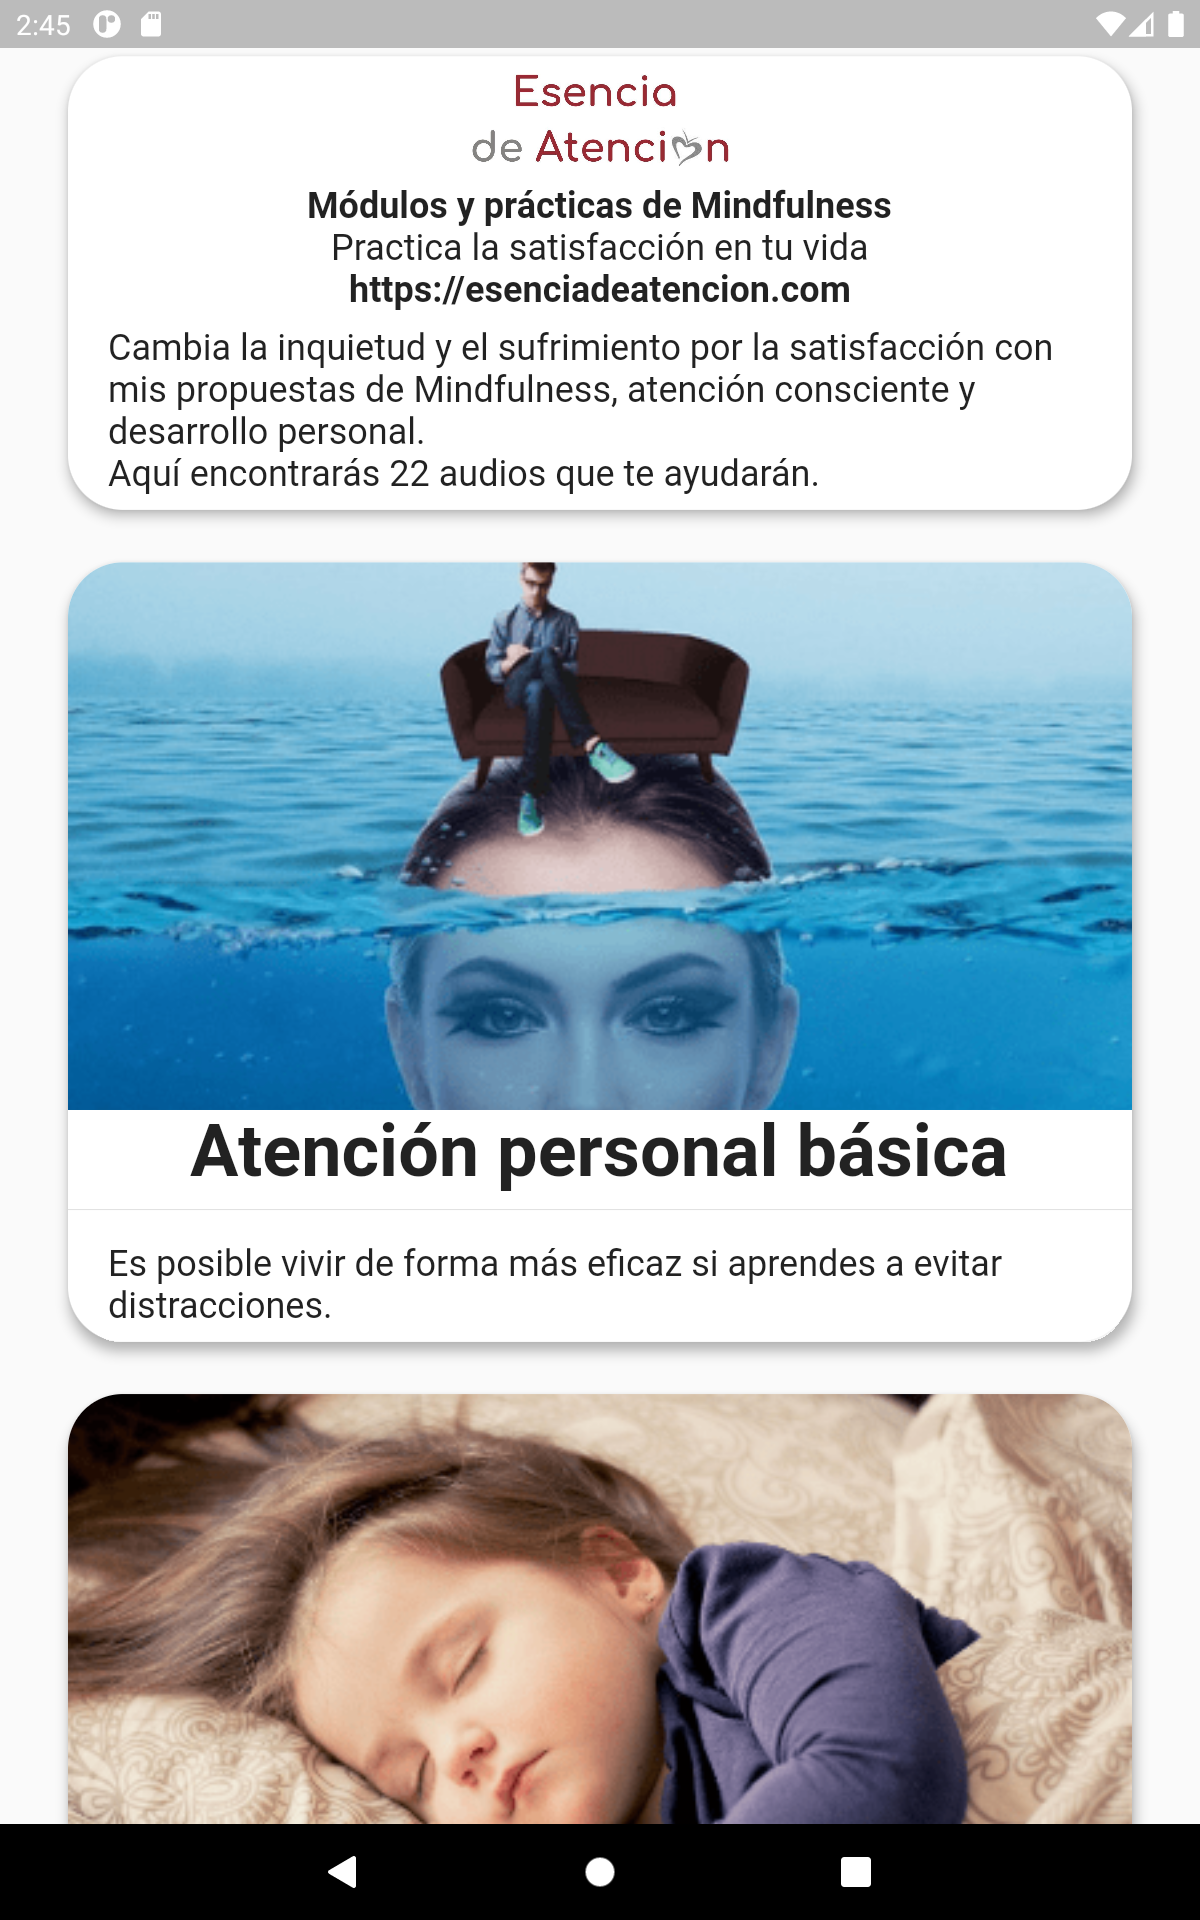 2:45
Esencia
de Atención
Módulos y prácticas de Mindfulness
Practica la satisfacción en tu vida
https://esenciadeatencion.com
Cambia la inquietud y el sufrimiento por la satisfacción con
mis propuestas de Mindfulness, atención consciente y
desarrollo personal.
Aquí encontrarás 22 audios que te ayudarán.
Atención personal básica
Es posible vivir de forma más eficaz si aprendes a evitar
distracciones.